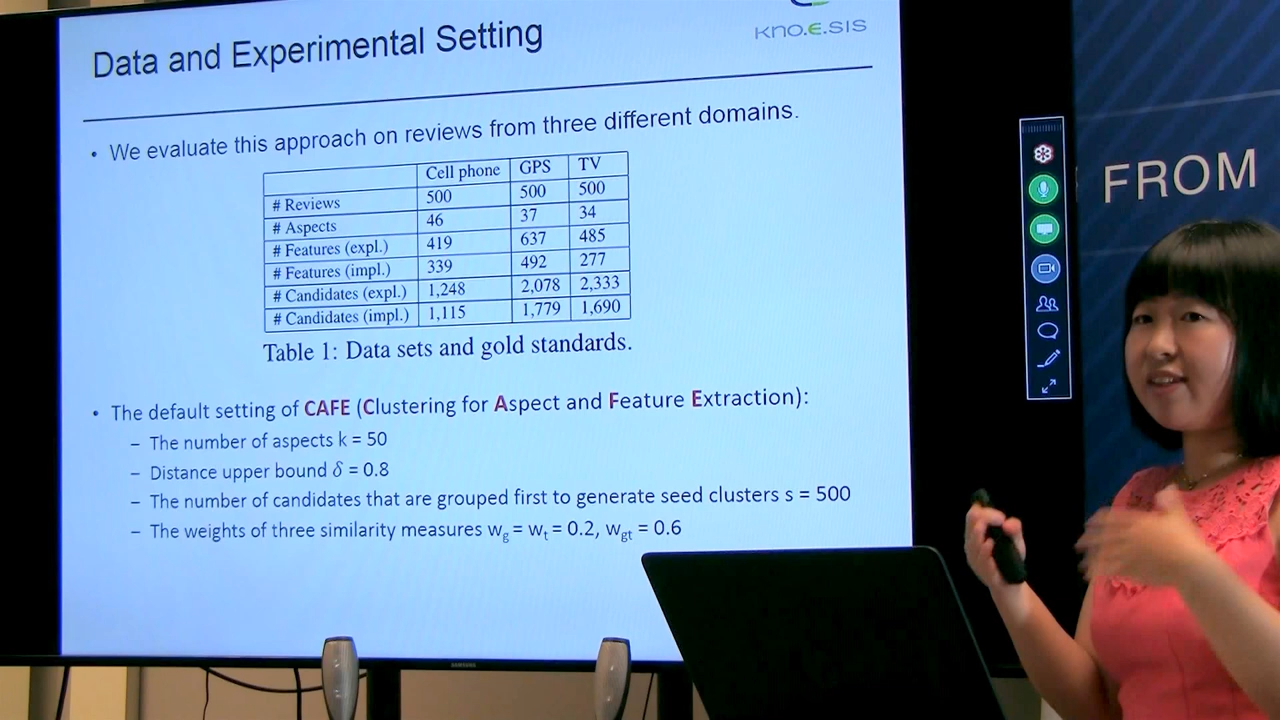 Data and Experimental Setting
KNO.E.SIS
• We evaluate this approach on reviews from three different domains.
Cell phone GPS TV
# Reviews 500 500 500
# Aspects 46 37 34
# Features (expl.) 419 637 485
# Features (impl.) 339 492 277
# Candidates (expl.) 1,248 2,078 2,333
# Candidates (impl.) 1,115 1,779 1,690
Table 1: Data sets and gold standards.
• The default setting of CAFE (Clustering for Aspect and Feature Extraction):
– The number of aspects k = 50
– Distance upper bound δ = 0.8
– The number of candidates that are grouped first to generate seed clusters s = 500
– The weights of three similarity measures wg = wt = 0.2, wgt = 0.6
FROM
SAMSUNG